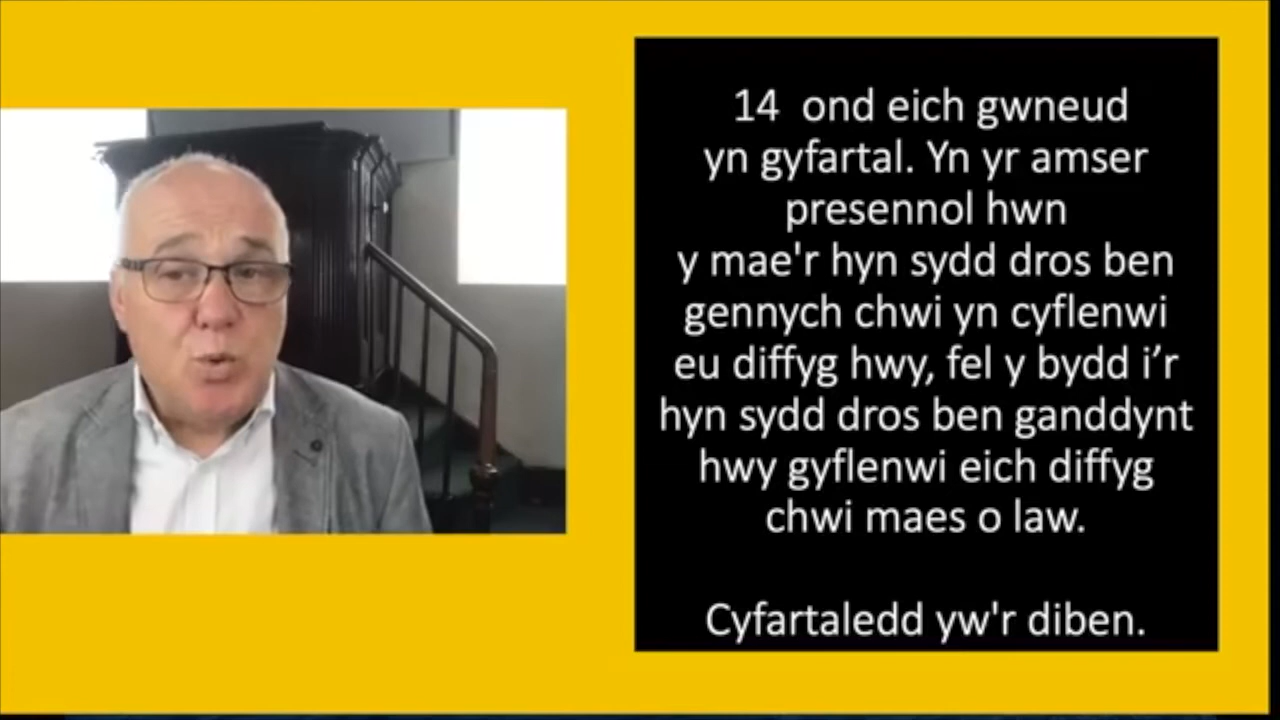 14  ond eich gwneud
yn gyfartal. Yn yr amser
presennol hwn
y mae'r hyn sydd dros ben
gennych chwi yn cyflenwi
eu diffyg hwy, fel y bydd i’r
hyn sydd dros ben ganddynt
hwy gyflenwi eich diffyg
chwi maes o law.
Cyfartaledd yw'r diben.